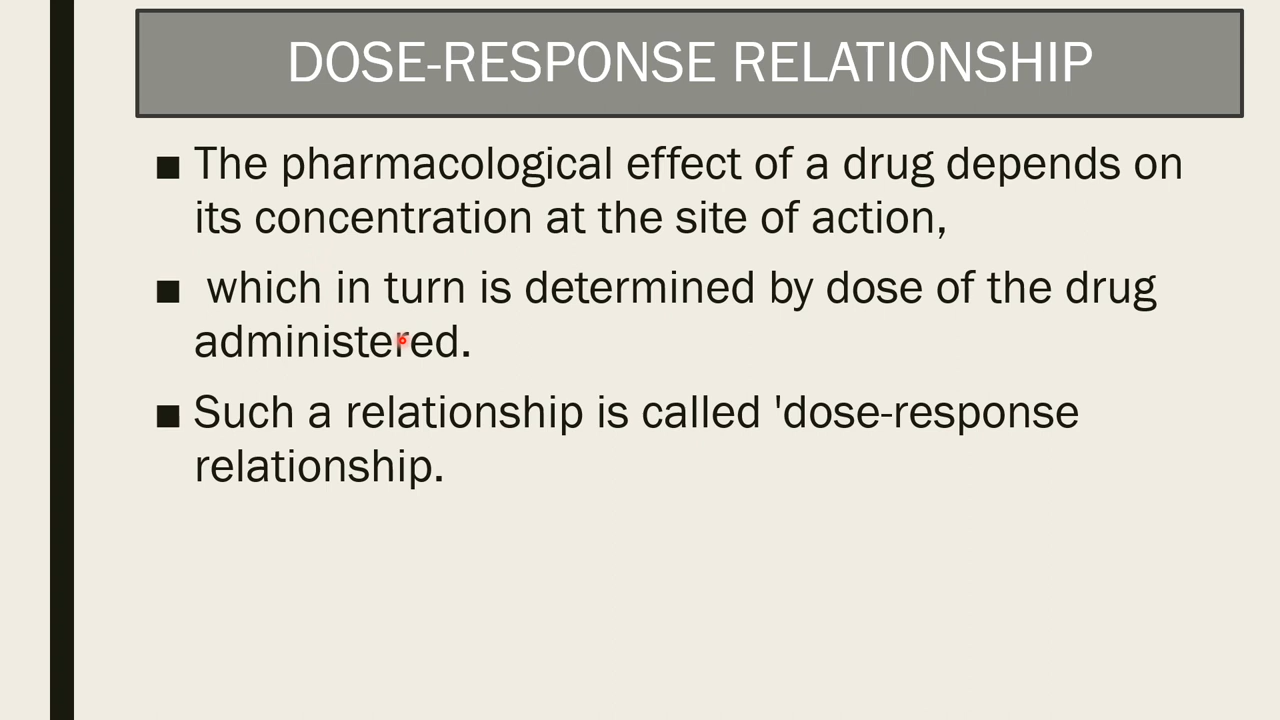 DOSE-RESPONSE RELATIONSHIP
■ The pharmacological effect of a drug depends on
its concentration at the site of action,
■ which in turn is determined by dose of the drug
administered.
■ Such a relationship is called 'dose-response
relationship.